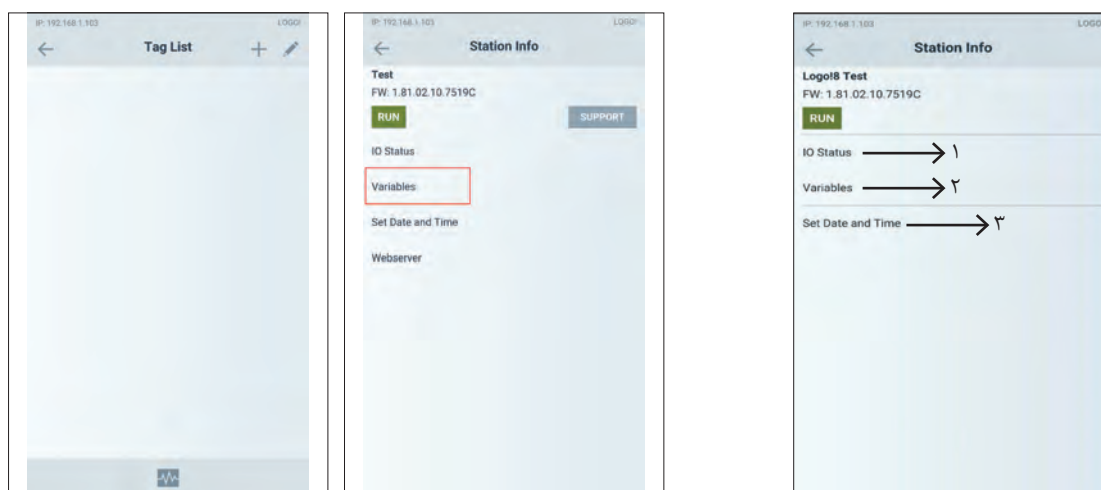 IP: 192.168.1.103 LOGO!
Tag List
IP: 192.168.1.103 LOGO!
Station Info
Test
FW: 1.81.02.10.7519C
RUN SUPPORT
IO Status
Variables
Set Date and Time
Webserver
IP: 192.168.1.103 LOGO
Station Info
Logo!8 Test
FW: 1.81.02.10.7519C
RUN
IO Status ۱
Variables ۲
Set Date and Time ۳